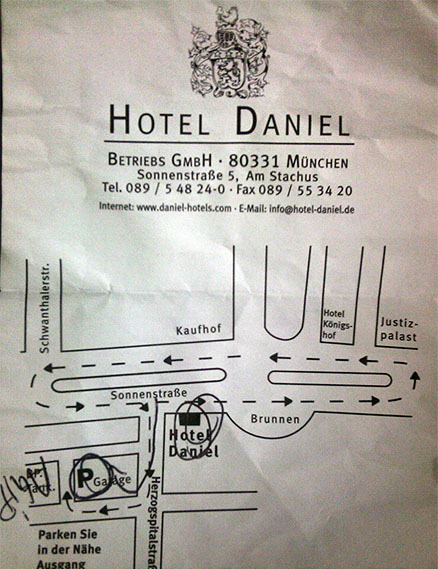 HOTEL DANIEL
BETRIEBS GMBH · 80331 MÜNCHEN
Sonnenstraße 5, Am Stachus
Tel. 089 / 5 48 24-0 · Fax 089 / 55 34 20
Internet: www.daniel-hotels.com · E-Mail: info@hotel-daniel.de
Schwanthalerstr.
Kaufhof
Hotel
Königs-
hof
Justiz-
palast
Sonnenstraße
Brunnen
Hotel
Daniel
P
Garage
Herzogspitalstraße
Parken Sie
in der Nähe
Ausgang